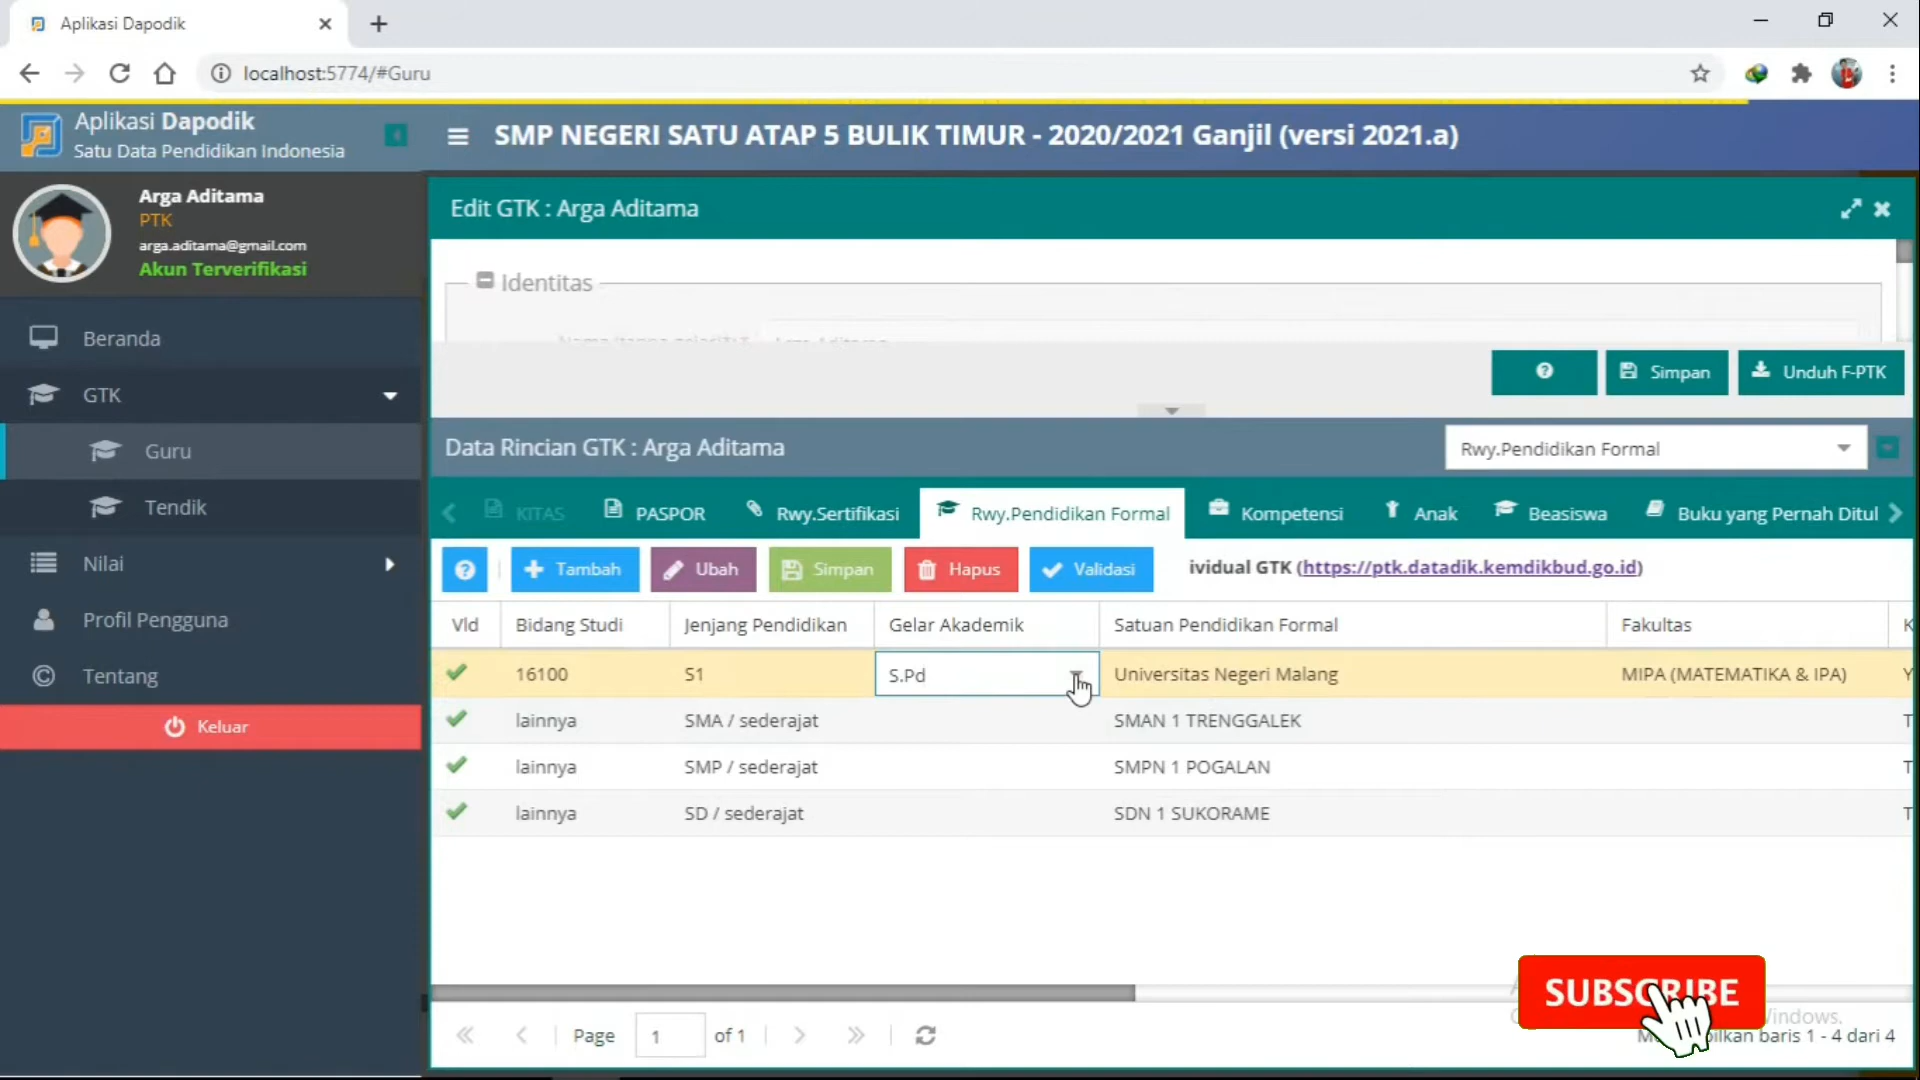 Aplikasi Dapodik
localhost:5774/#Guru
Aplikasi Dapodik
Satu Data Pendidikan Indonesia
SMP NEGERI SATU ATAP 5 BULIK TIMUR - 2020/2021 Ganjil (versi 2021.a)
Arga Aditama
PTK
arga.aditama@gmail.com
Akun Terverifikasi
Beranda
GTK
Guru
Tendik
Nilai
Profil Pengguna
Tentang
Keluar
Edit GTK : Arga Aditama
Identitas
Simpan Unduh F-PTK
Data Rincian GTK : Arga Aditama Rwy.Pendidikan Formal
KITAS PASPOR Rwy.Sertifikasi Rwy.Pendidikan Formal Kompetensi Anak Beasiswa Buku yang Pernah Ditul
Tambah Ubah Simpan Hapus Validasi ividual GTK (https://ptk.datadik.kemdikbud.go.id)
Vld Bidang Studi Jenjang Pendidikan Gelar Akademik Satuan Pendidikan Formal Fakultas K
16100 S1 S.Pd Universitas Negeri Malang MIPA (MATEMATIKA & IPA) Y
lainnya SMA / sederajat SMAN 1 TRENGGALEK T
lainnya SMP / sederajat SMPN 1 POGALAN T
lainnya SD / sederajat SDN 1 SUKORAME T
SUBSCRIBE
Windows.
Page 1 of 1 baris 1 - 4 dari 4